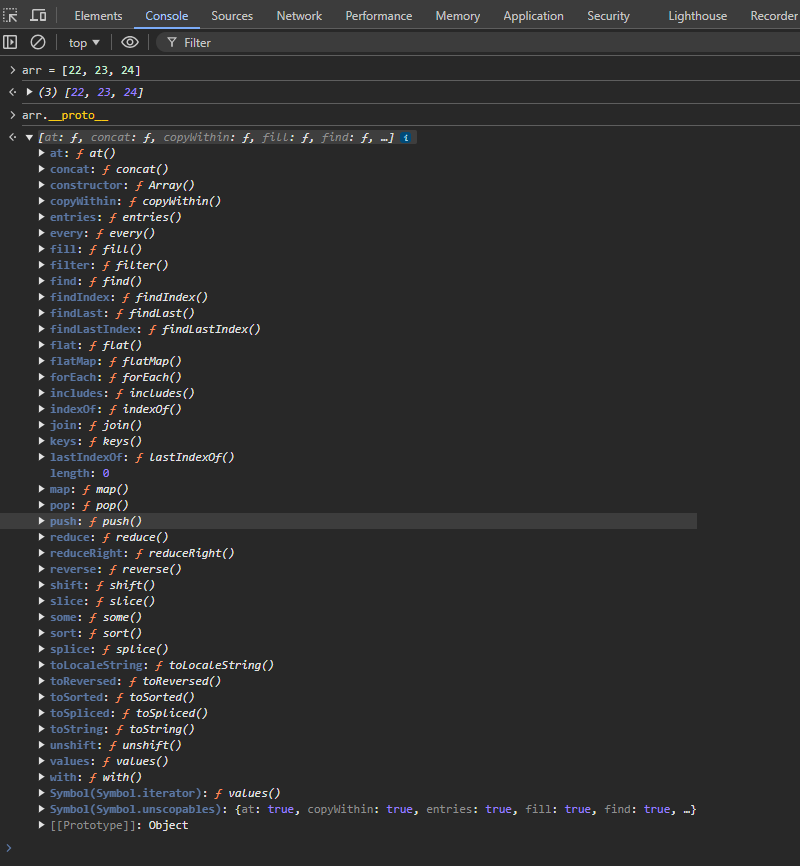 Elements Console Sources Network Performance Memory Application Security Lighthouse Recorder
top ▼ Filter
> arr = [22, 23, 24]
<· ▶ (3) [22, 23, 24]
> arr.__proto__
<· ▼ [at: ƒ, concat: ƒ, copyWithin: ƒ, fill: ƒ, find: ƒ, …] i
▶ at: ƒ at()
▶ concat: ƒ concat()
▶ constructor: ƒ Array()
▶ copyWithin: ƒ copyWithin()
▶ entries: ƒ entries()
▶ every: ƒ every()
▶ fill: ƒ fill()
▶ filter: ƒ filter()
▶ find: ƒ find()
▶ findIndex: ƒ findIndex()
▶ findLast: ƒ findLast()
▶ findLastIndex: ƒ findLastIndex()
▶ flat: ƒ flat()
▶ flatMap: ƒ flatMap()
▶ forEach: ƒ forEach()
▶ includes: ƒ includes()
▶ indexOf: ƒ indexOf()
▶ join: ƒ join()
▶ keys: ƒ keys()
▶ lastIndexOf: ƒ lastIndexOf()
length: 0
▶ map: ƒ map()
▶ pop: ƒ pop()
▶ push: ƒ push()
▶ reduce: ƒ reduce()
▶ reduceRight: ƒ reduceRight()
▶ reverse: ƒ reverse()
▶ shift: ƒ shift()
▶ slice: ƒ slice()
▶ some: ƒ some()
▶ sort: ƒ sort()
▶ splice: ƒ splice()
▶ toLocaleString: ƒ toLocaleString()
▶ toReversed: ƒ toReversed()
▶ toSorted: ƒ toSorted()
▶ toSpliced: ƒ toSpliced()
▶ toString: ƒ toString()
▶ unshift: ƒ unshift()
▶ values: ƒ values()
▶ with: ƒ with()
▶ Symbol(Symbol.iterator): ƒ values()
▶ Symbol(Symbol.unscopables): {at: true, copyWithin: true, entries: true, fill: true, find: true, …}
▶ [[Prototype]]: Object
>